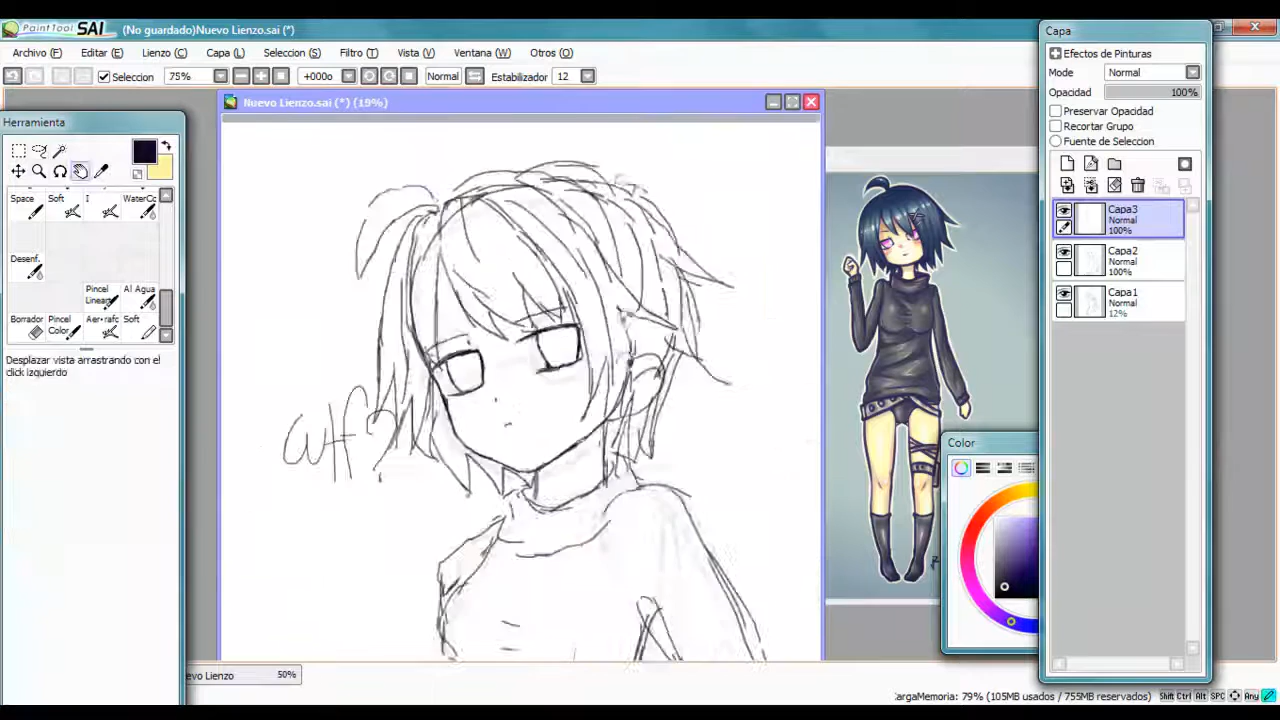 PaintTool SAI (No guardado)Nuevo Lienzo.sai (*)
Archivo (F) Editar (E) Lienzo (C) Capa (L) Seleccion (S) Filtro (T) Vista (V) Ventana (W) Otros (O)
Seleccion 75% +000o Normal Estabilizador 12
Nuevo Lienzo.sai (*) (19%)
Herramienta
Space Soft I WaterCo
Desenf.
Pincel Lineart Al Agua
Borrador Pincel Color Aer+rafo Soft
Desplazar vista arrastrando con el
click izquierdo
wtf?
evo Lienzo 50%
Capa
Efectos de Pinturas
Mode Normal
Opacidad 100%
Preservar Opacidad
Recortar Grupo
Fuente de Seleccion
Capa3
Normal
100%
Capa2
Normal
100%
Capa1
Normal
12%
Color
argaMemoria: 79% (105MB usados / 755MB reservados) Shift Ctrl Alt SPC Any